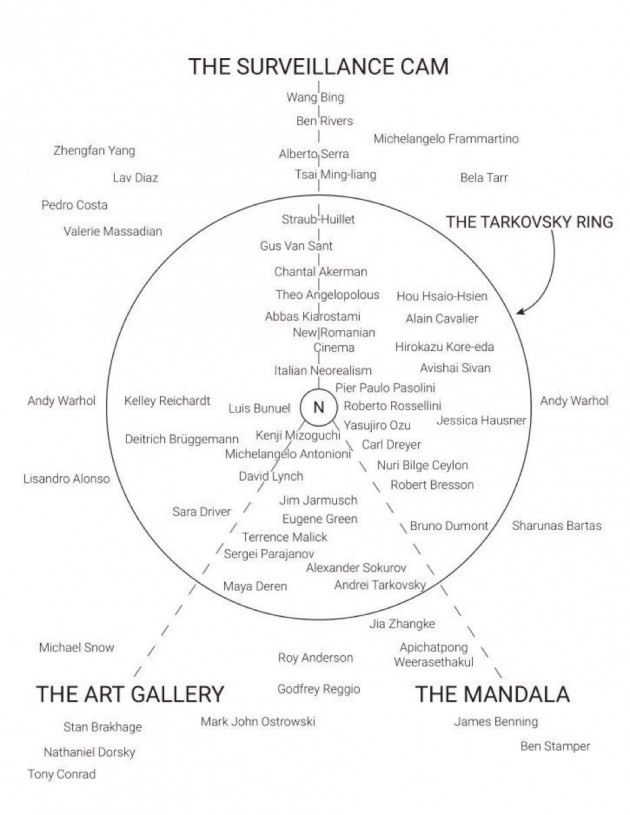 THE SURVEILLANCE CAM
Wang Bing
Ben Rivers
Michelangelo Frammartino
Zhengfan Yang
Alberto Serra
Lav Diaz
Tsai Ming-liang
Bela Tarr
Pedro Costa
Straub-Huillet
THE TARKOVSKY RING
Valerie Massadian
Gus Van Sant
Chantal Akerman
Theo Angelopolous
Hou Hsaio-Hsien
Abbas Kiarostami
Alain Cavalier
New Romanian
Cinema
Hirokazu Kore-eda
Italian Neorealism
Avishai Sivan
Pier Paulo Pasolini
Andy Warhol
Kelley Reichardt
Luis Bunuel
N
Roberto Rossellini
Andy Warhol
Jessica Hausner
Yasujiro Ozu
Deitrich Brüggemann
Kenji Mizoguchi
Carl Dreyer
Michelangelo Antonioni
Nuri Bilge Ceylon
Lisandro Alonso
David Lynch
Robert Bresson
Jim Jarmusch
Sara Driver
Eugene Green
Bruno Dumont
Sharunas Bartas
Terrence Malick
Sergei Parajanov
Alexander Sokurov
Maya Deren
Andrei Tarkovsky
Jia Zhangke
Michael Snow
Roy Anderson
Apichatpong
Weerasethakul
THE ART GALLERY
Godfrey Reggio
THE MANDALA
Stan Brakhage
Mark John Ostrowski
James Benning
Nathaniel Dorsky
Ben Stamper
Tony Conrad